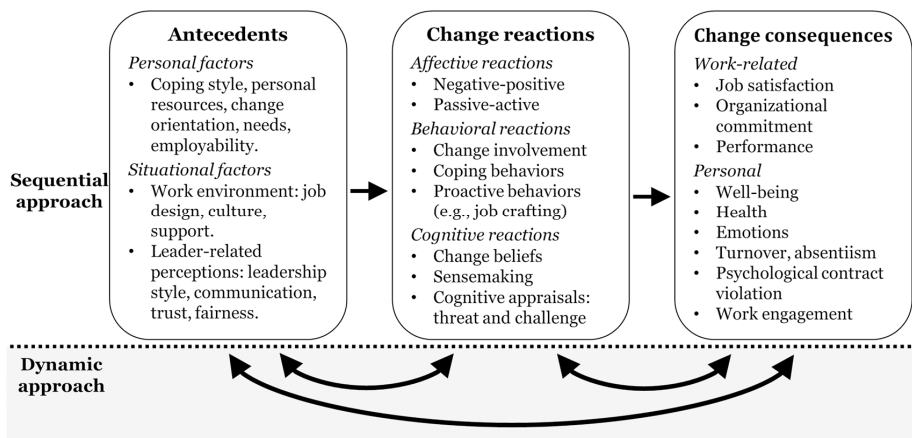 Antecedents
Personal factors
• Coping style, personal
resources, change
orientation, needs,
employability.
Situational factors
• Work environment: job
design, culture,
support.
• Leader-related
perceptions: leadership
style, communication,
trust, fairness.
Change reactions
Affective reactions
• Negative-positive
• Passive-active
Behavioral reactions
• Change involvement
• Coping behaviors
• Proactive behaviors
(e.g., job crafting)
Cognitive reactions
• Change beliefs
• Sensemaking
• Cognitive appraisals:
threat and challenge
Change consequences
Work-related
• Job satisfaction
• Organizational
commitment
• Performance
Personal
• Well-being
• Health
• Emotions
• Turnover, absentiism
• Psychological contract
violation
• Work engagement
Sequential
approach
Dynamic
approach